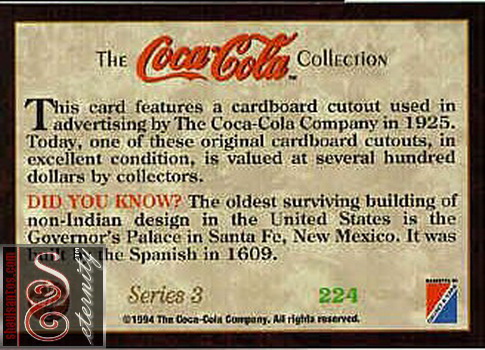 The Coca-Cola™ Collection
This card features a cardboard cutout used in
advertising by The Coca-Cola Company in 1925.
Today, one of these original cardboard cutouts, in
excellent condition, is valued at several hundred
dollars by collectors.
DID YOU KNOW? The oldest surviving building of
non-Indian design in the United States is the
Governor's Palace in Santa Fe, New Mexico. It was
built by the Spanish in 1609.
Series 3
224
©1994 The Coca-Cola Company. All rights reserved.
eternity